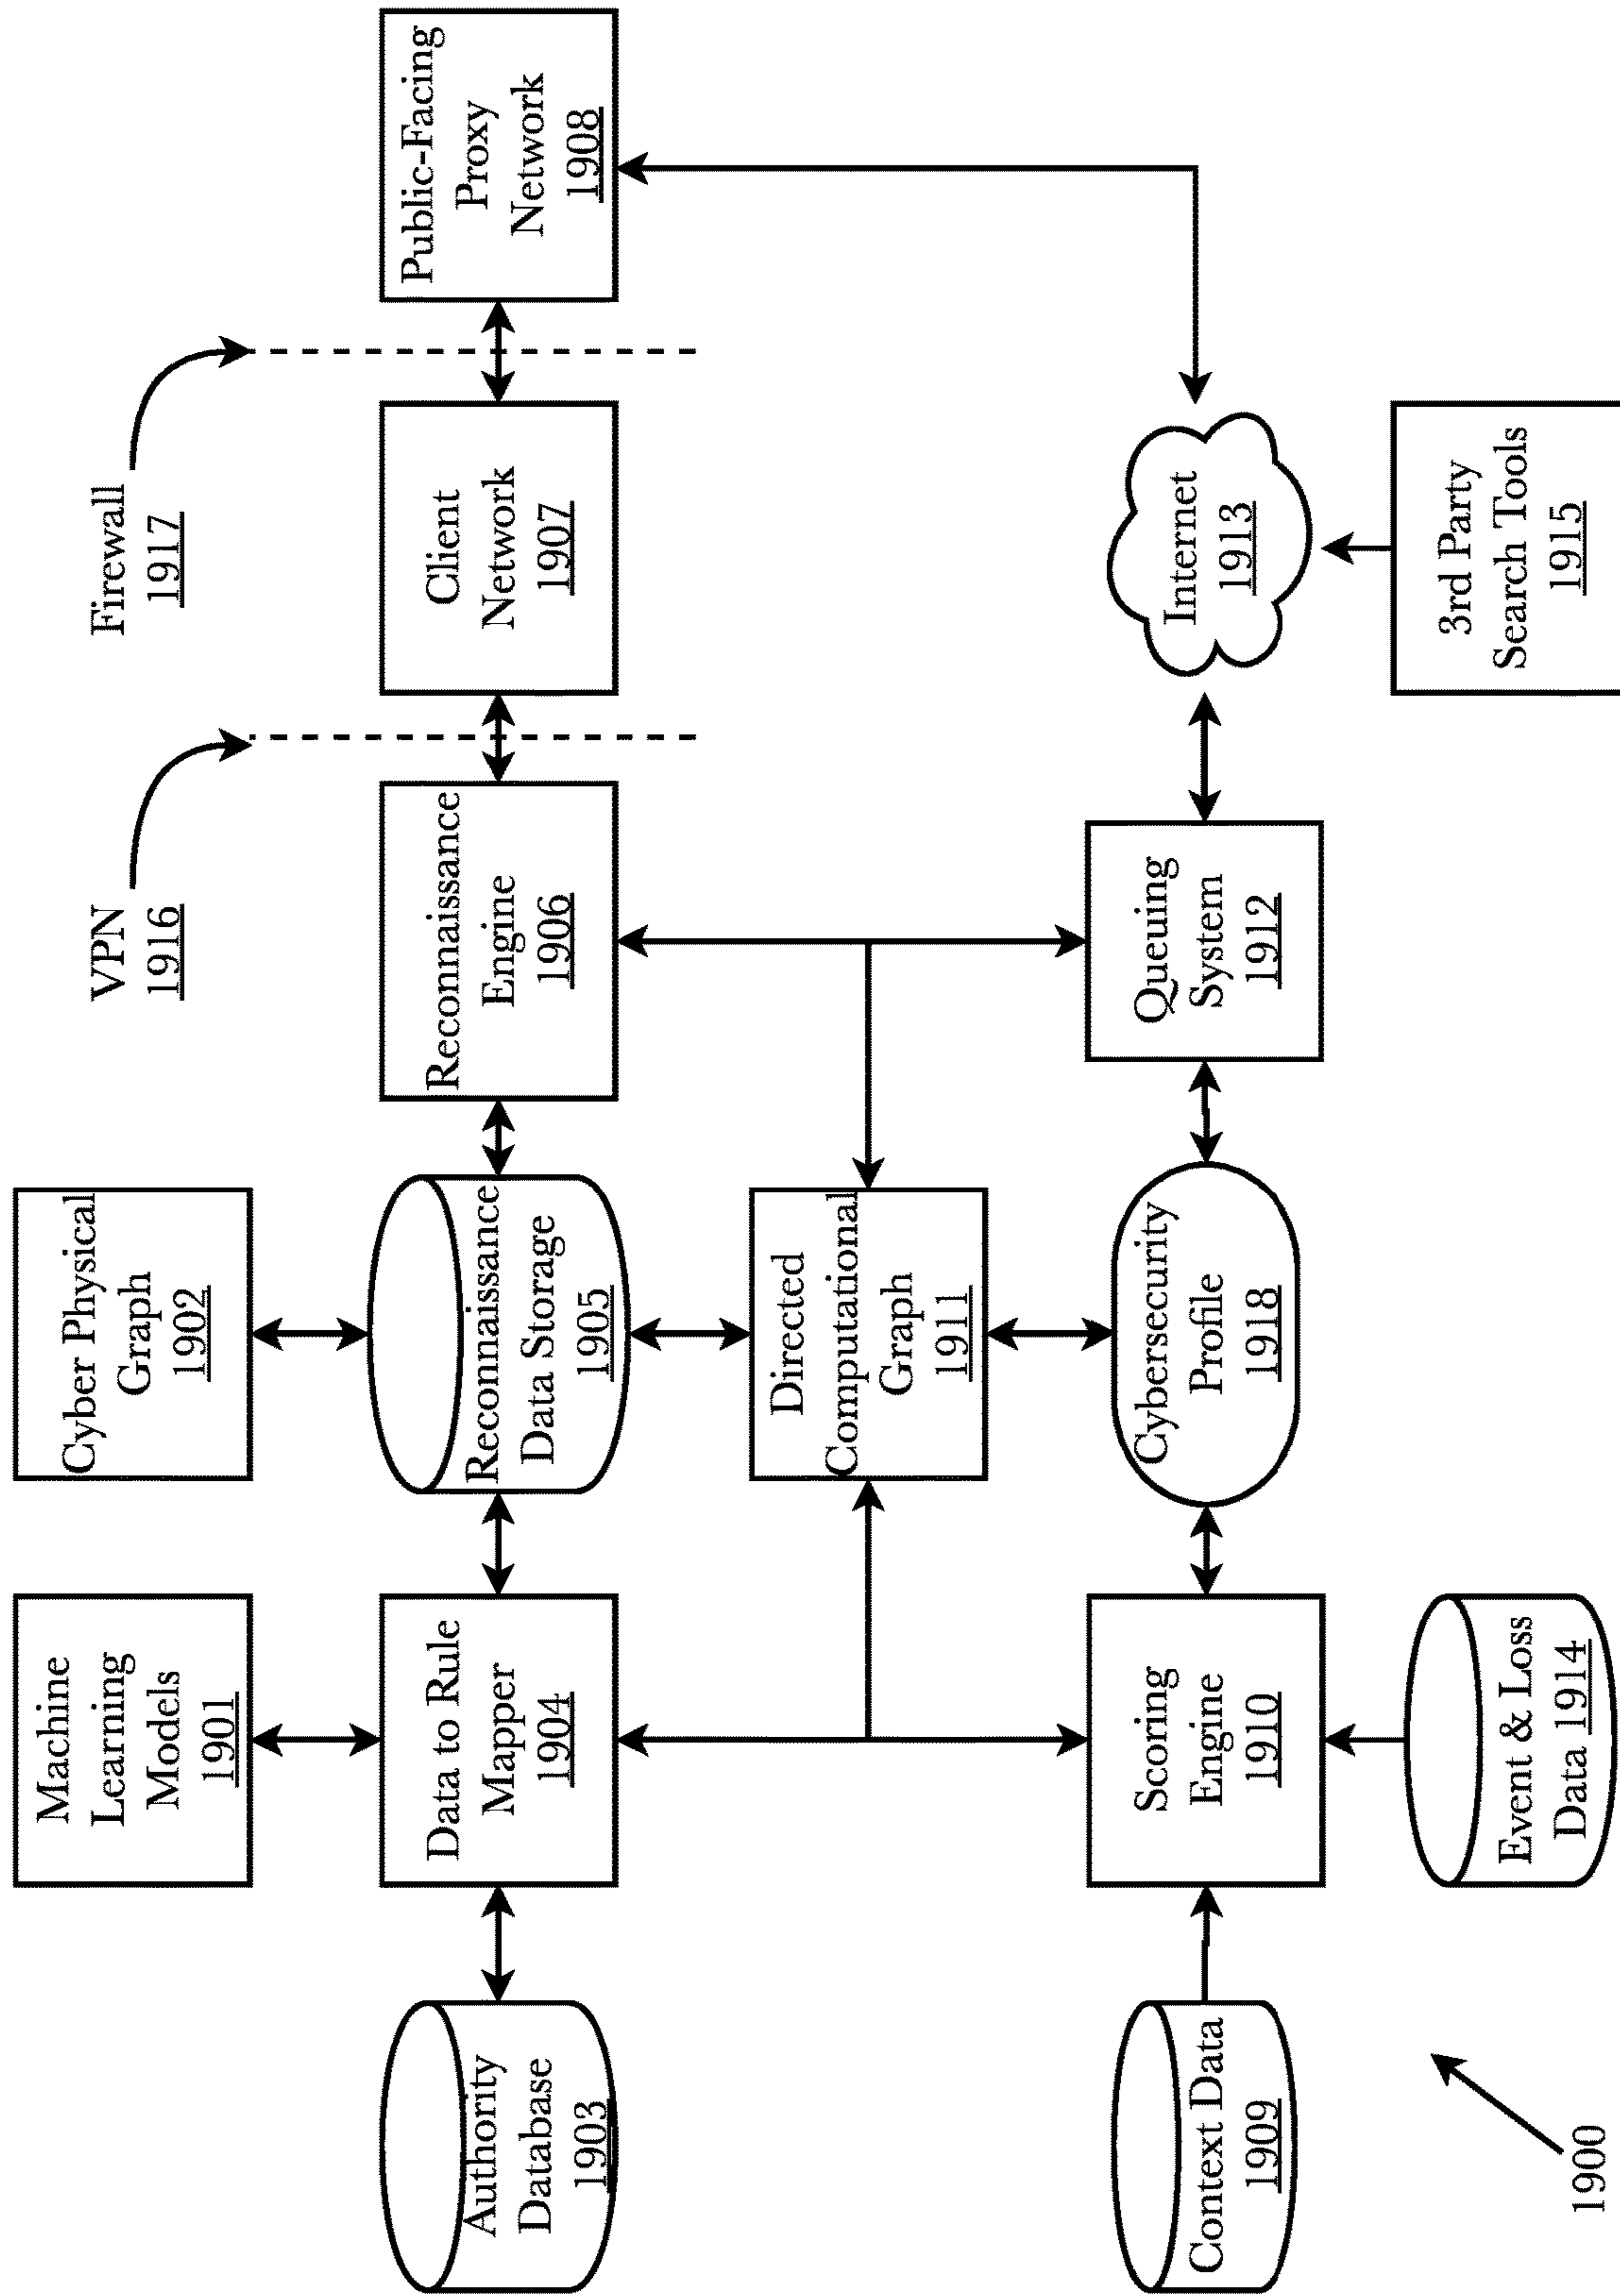 Machine
Learning
Models
1901
Cyber Physical
Graph
1902
VPN
1916
Firewall
1917
Authority
Database
1903
Data to Rule
Mapper
1904
Reconnaissance
Data Storage
1905
Reconnaissance
Engine
1906
Client
Network
1907
Public-Facing
Proxy
Network
1908
Directed
Computational
Graph
1911
Context Data
1909
Scoring
Engine
1910
Cybersecurity
Profile
1918
Queuing
System
1912
Internet
1913
Event & Loss
Data 1914
3rd Party
Search Tools
1915
1900